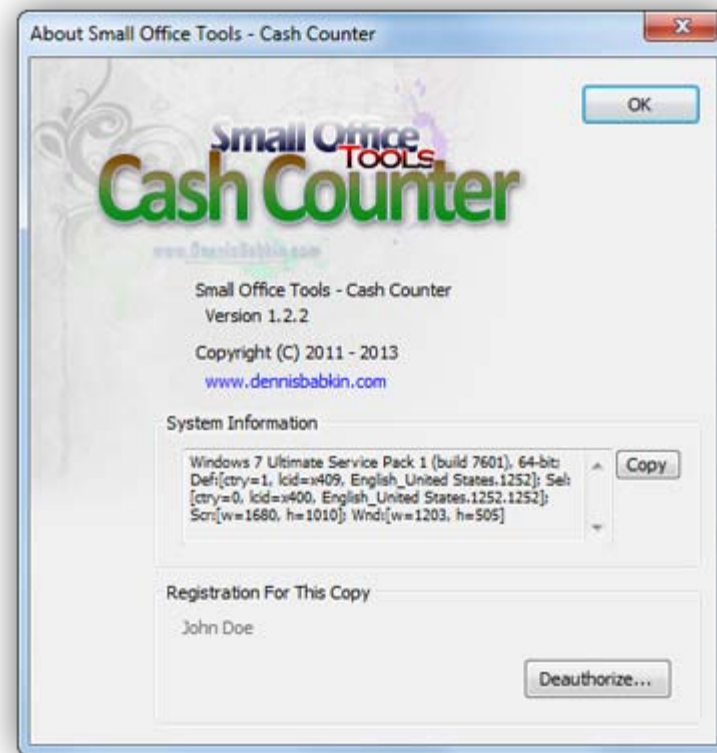 About Small Office Tools - Cash Counter
x
OK
Small Office
TOOLS
Cash Counter
www.DennisBabkin.com
Small Office Tools - Cash Counter
Version 1.2.2
Copyright (C) 2011 - 2013
www.dennisbabkin.com
System Information
Windows 7 Ultimate Service Pack 1 (build 7601), 64-bit;
Def:[ctry=1, lcid=x409, English_United States.1252]; Sel:
[ctry=0, lcid=x400, English_United States.1252.1252];
Scr:[w=1680, h=1010]; Wnd:[w=1203, h=505]
Copy
Registration For This Copy
John Doe
Deauthorize...